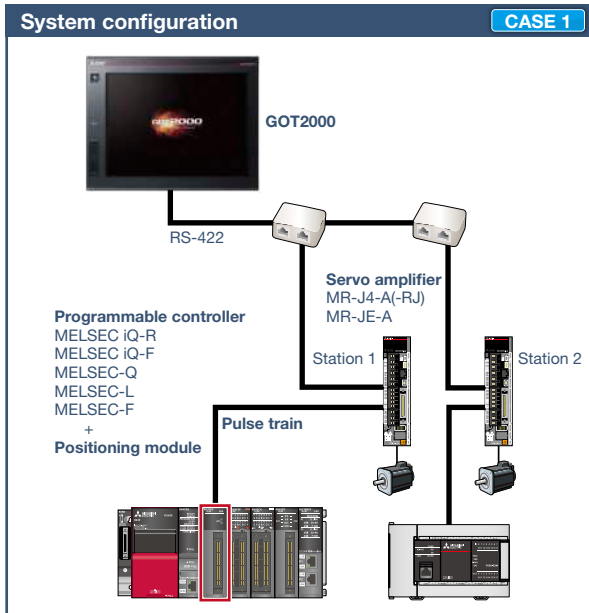 System configuration
CASE 1
GOT2000
GOT2000
RS-422
Servo amplifier
MR-J4-A(-RJ)
MR-JE-A
Programmable controller
MELSEC iQ-R
MELSEC iQ-F
MELSEC-Q
MELSEC-L
MELSEC-F
+
Positioning module
Station 1
Station 2
Pulse train